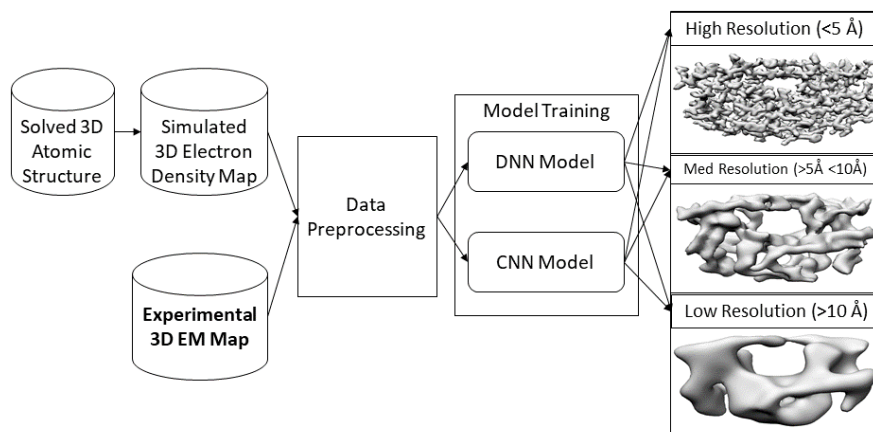 Solved 3D
Atomic
Structure
Simulated
3D Electron
Density Map
Experimental
3D EM Map
Data
Preprocessing
Model Training
DNN Model
CNN Model
High Resolution (<5 Å)
Med Resolution (>5Å <10Å)
Low Resolution (>10 Å)